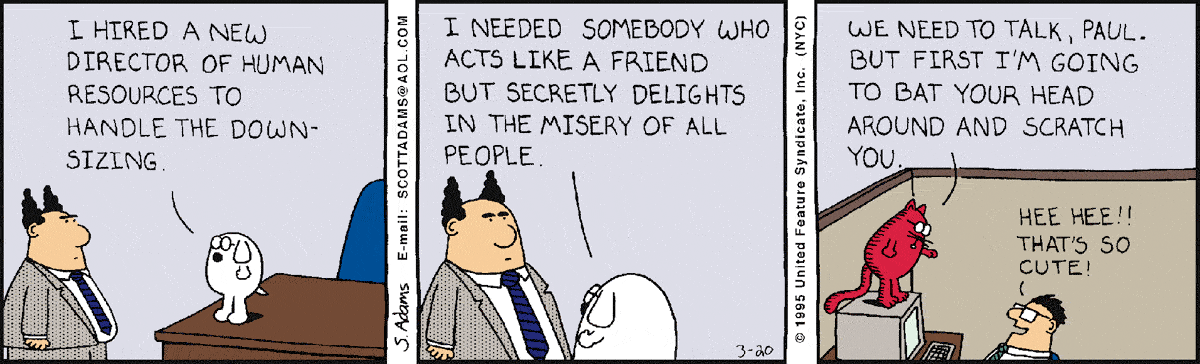 I HIRED A NEW
DIRECTOR OF HUMAN
RESOURCES TO
HANDLE THE DOWN-
SIZING.
S. Adams E-mail: SCOTTADAMS@AOL.COM
I NEEDED SOMEBODY WHO
ACTS LIKE A FRIEND
BUT SECRETLY DELIGHTS
IN THE MISERY OF ALL
PEOPLE.
3-20
© 1995 United Feature Syndicate, Inc. (NYC)
WE NEED TO TALK, PAUL.
BUT FIRST I'M GOING
TO BAT YOUR HEAD
AROUND AND SCRATCH
YOU.
HEE HEE!!
THAT'S SO
CUTE!